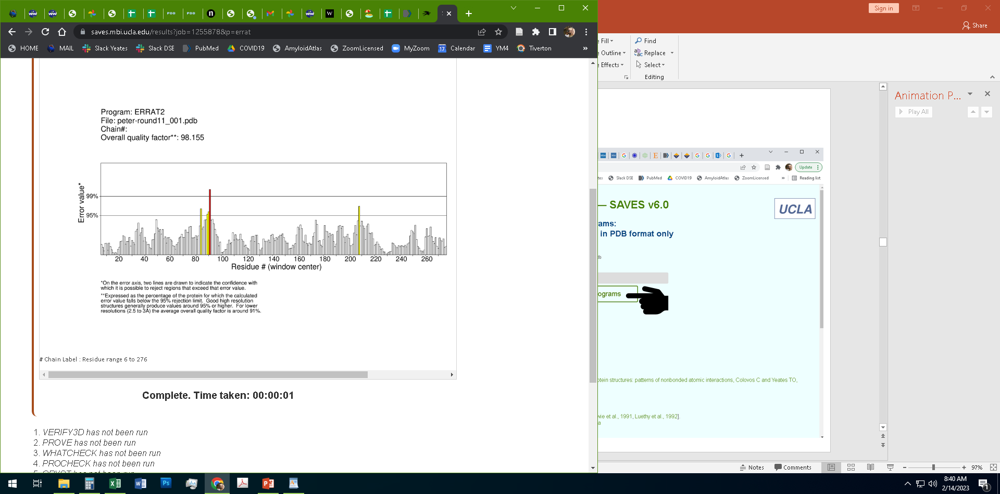 Sign in
saves.mbi.ucla.edu/results?job=1255878&p=errat
Share
HOME
MAIL
Slack Yeates
Slack DSE
PubMed
COVID19
AmyloidAtlas
ZoomLicensed
MyZoom
17
Calendar
YM4
Tiverton
»
Fill
Outline
Effects
Find
Replace
Select
Editing
Program: ERRAT2
File: peter-round11_001.pdb
Chain#:
Overall quality factor**: 98.155
Error value*
99%
95%
20 40 60 80 100 120 140 160 180 200 220 240 260
Residue # (window center)
*On the error axis, two lines are drawn to indicate the confidence with
which it is possible to reject regions that exceed that error value.
**Expressed as the percentage of the protein for which the calculated
error value falls below the 95% rejection limit. Good high resolution
structures generally produce values around 95% or higher. For lower
resolutions (2.5 to 3A) the average overall quality factor is around 91%.
# Chain Label : Residue range 6 to 276
Complete. Time taken: 00:00:01
1. VERIFY3D has not been run
2. PROVE has not been run
3. WHATCHECK has not been run
4. PROCHECK has not been run
Animation P...
Play All
Update
Slack DSE
PubMed
COVID19
AmyloidAtlas
ZoomLicensed
»
Reading list
— SAVES v6.0
UCLA
ams:
in PDB format only
db
ograms
otein structures: patterns of nonbonded atomic interactions, Colovos C and Yeates TO,
wie et al., 1991, Luethy et al., 1992].
a
Notes
Comments
97%
8:40 AM
2/14/2023
1